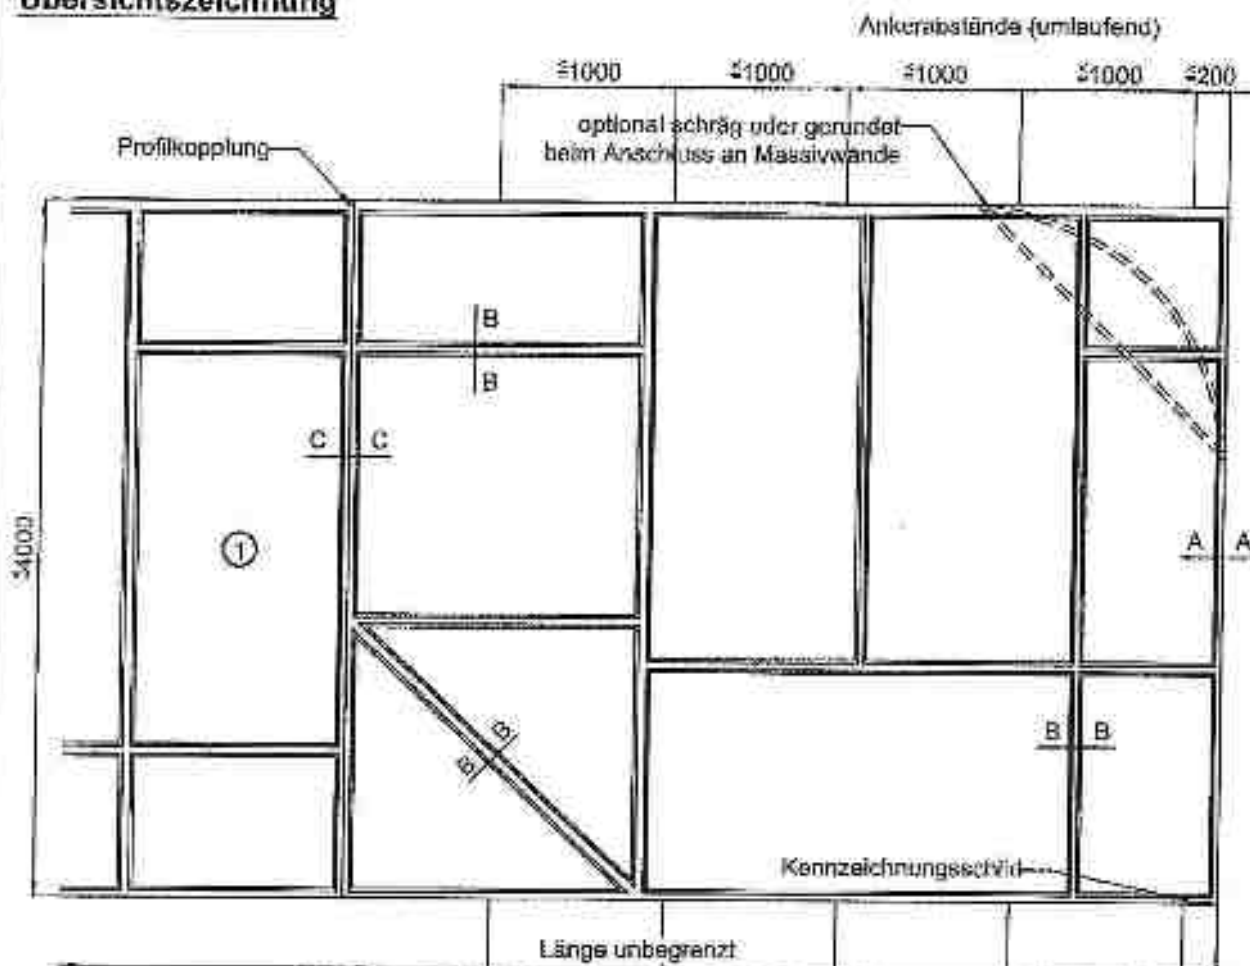 Übersichtszeichnung
Ankerabstände (umlaufend)
≤1000 ≤1000 ≤1000 ≤1000 ≤200
optional schräg oder gerundet
beim Anschluss an Massivwände
Profilkopplung
B
B
C C
1
≤4000
A A
B
B
B B
Kennzeichnungsschild
Länge unbegrenzt